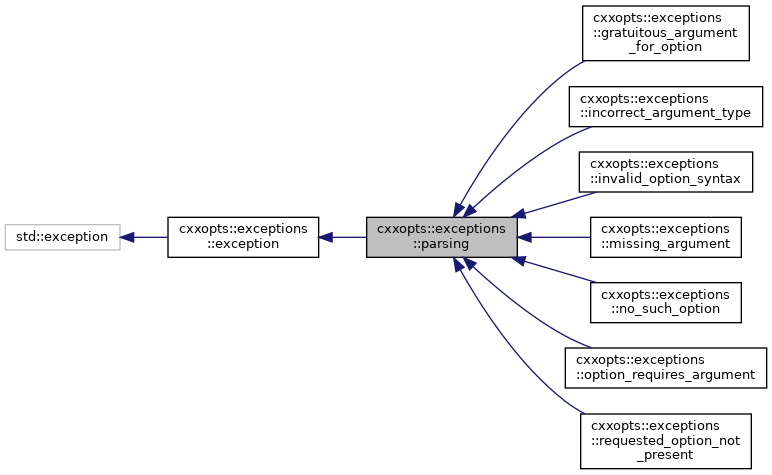 std::exception
cxxopts::exceptions
::exception
cxxopts::exceptions
::parsing
cxxopts::exceptions
::gratuitous_argument
_for_option
cxxopts::exceptions
::incorrect_argument_type
cxxopts::exceptions
::invalid_option_syntax
cxxopts::exceptions
::missing_argument
cxxopts::exceptions
::no_such_option
cxxopts::exceptions
::option_requires_argument
cxxopts::exceptions
::requested_option_not
_present